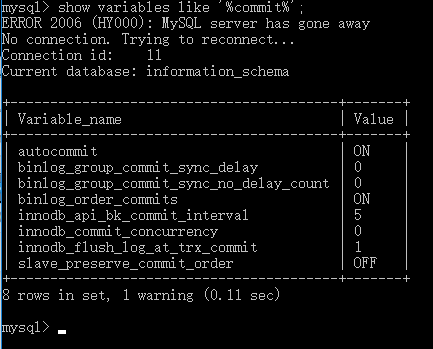 mysql> show variables like '%commit%';
ERROR 2006 (HY000): MySQL server has gone away
No connection. Trying to reconnect...
Connection id:    11
Current database: information_schema

+-----------------------------------------+-------+
| Variable_name                           | Value |
+-----------------------------------------+-------+
| autocommit                              | ON    |
| binlog_group_commit_sync_delay          | 0     |
| binlog_group_commit_sync_no_delay_count | 0     |
| binlog_order_commits                    | ON    |
| innodb_api_bk_commit_interval           | 5     |
| innodb_commit_concurrency               | 0     |
| innodb_flush_log_at_trx_commit          | 1     |
| slave_preserve_commit_order             | OFF   |
+-----------------------------------------+-------+
8 rows in set, 1 warning (0.11 sec)

mysql> _